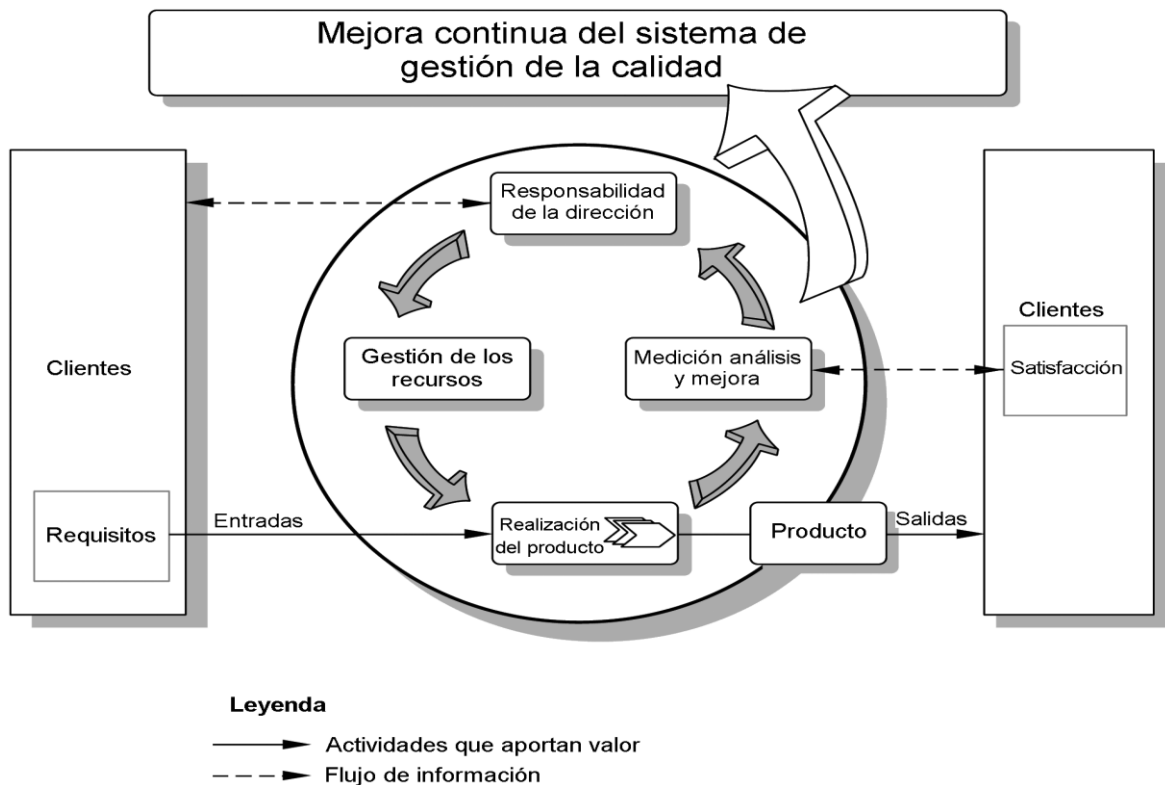 Mejora continua del sistema de
gestión de la calidad
Responsabilidad
de la dirección
Clientes
Gestión de los
recursos
Medición análisis
y mejora
Clientes
Satisfacción
Requisitos
Entradas
Realización
del producto
Producto
Salidas
Leyenda
Actividades que aportan valor
Flujo de información